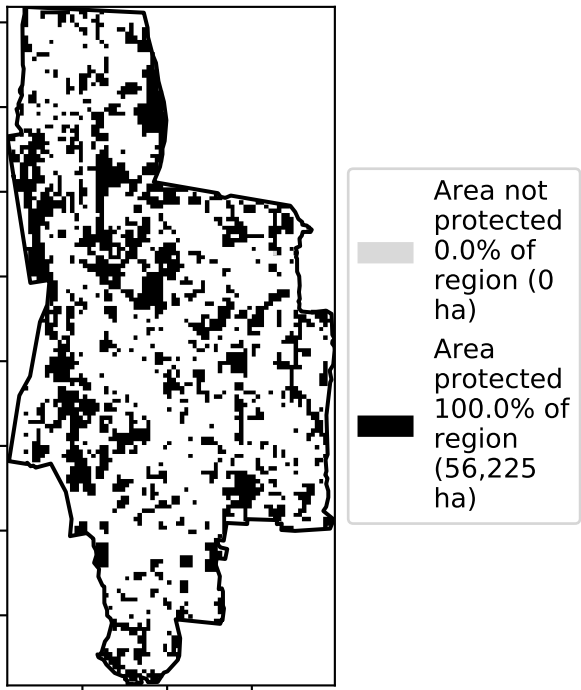 Area not
protected
0.0% of
region (0
ha)
Area
protected
100.0% of
region
(56,225
ha)